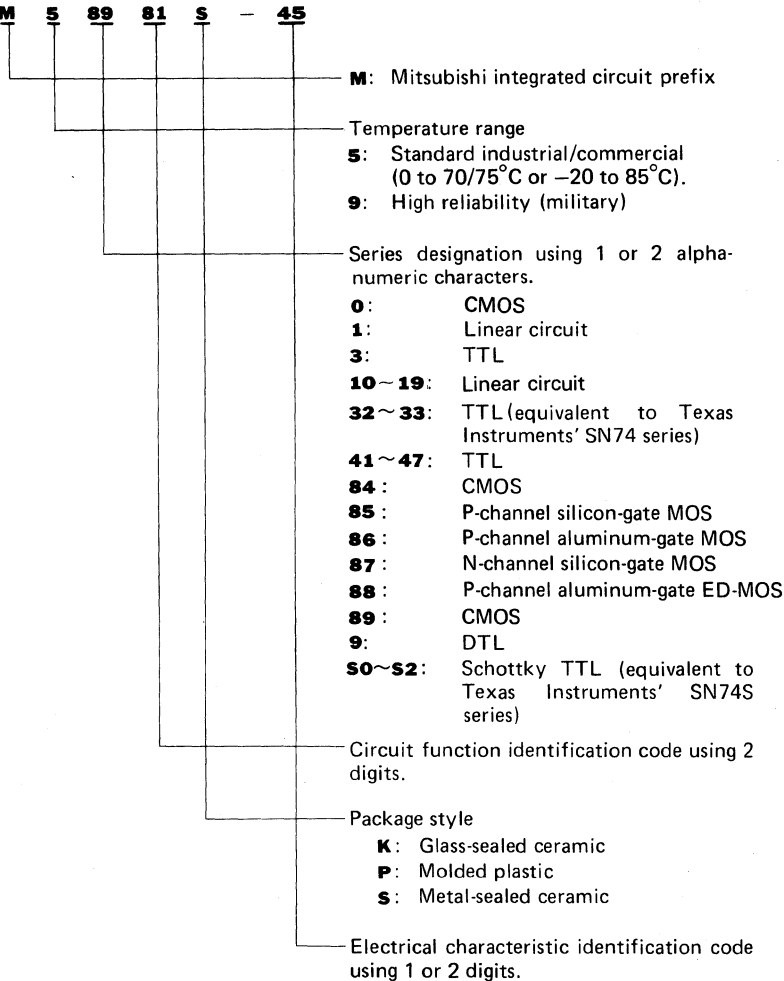 M 5 89 81 S – 45
M: Mitsubishi integrated circuit prefix
Temperature range
5: Standard industrial/commercial
(0 to 70/75°C or −20 to 85°C).
9: High reliability (military)
Series designation using 1 or 2 alpha-
numeric characters.
0: CMOS
1: Linear circuit
3: TTL
10~19: Linear circuit
32~33: TTL (equivalent to Texas
Instruments' SN74 series)
41~47: TTL
84: CMOS
85: P-channel silicon-gate MOS
86: P-channel aluminum-gate MOS
87: N-channel silicon-gate MOS
88: P-channel aluminum-gate ED-MOS
89: CMOS
9: DTL
S0~S2: Schottky TTL (equivalent to
Texas Instruments' SN74S
series)
Circuit function identification code using 2
digits.
Package style
K: Glass-sealed ceramic
P: Molded plastic
S: Metal-sealed ceramic
Electrical characteristic identification code
using 1 or 2 digits.